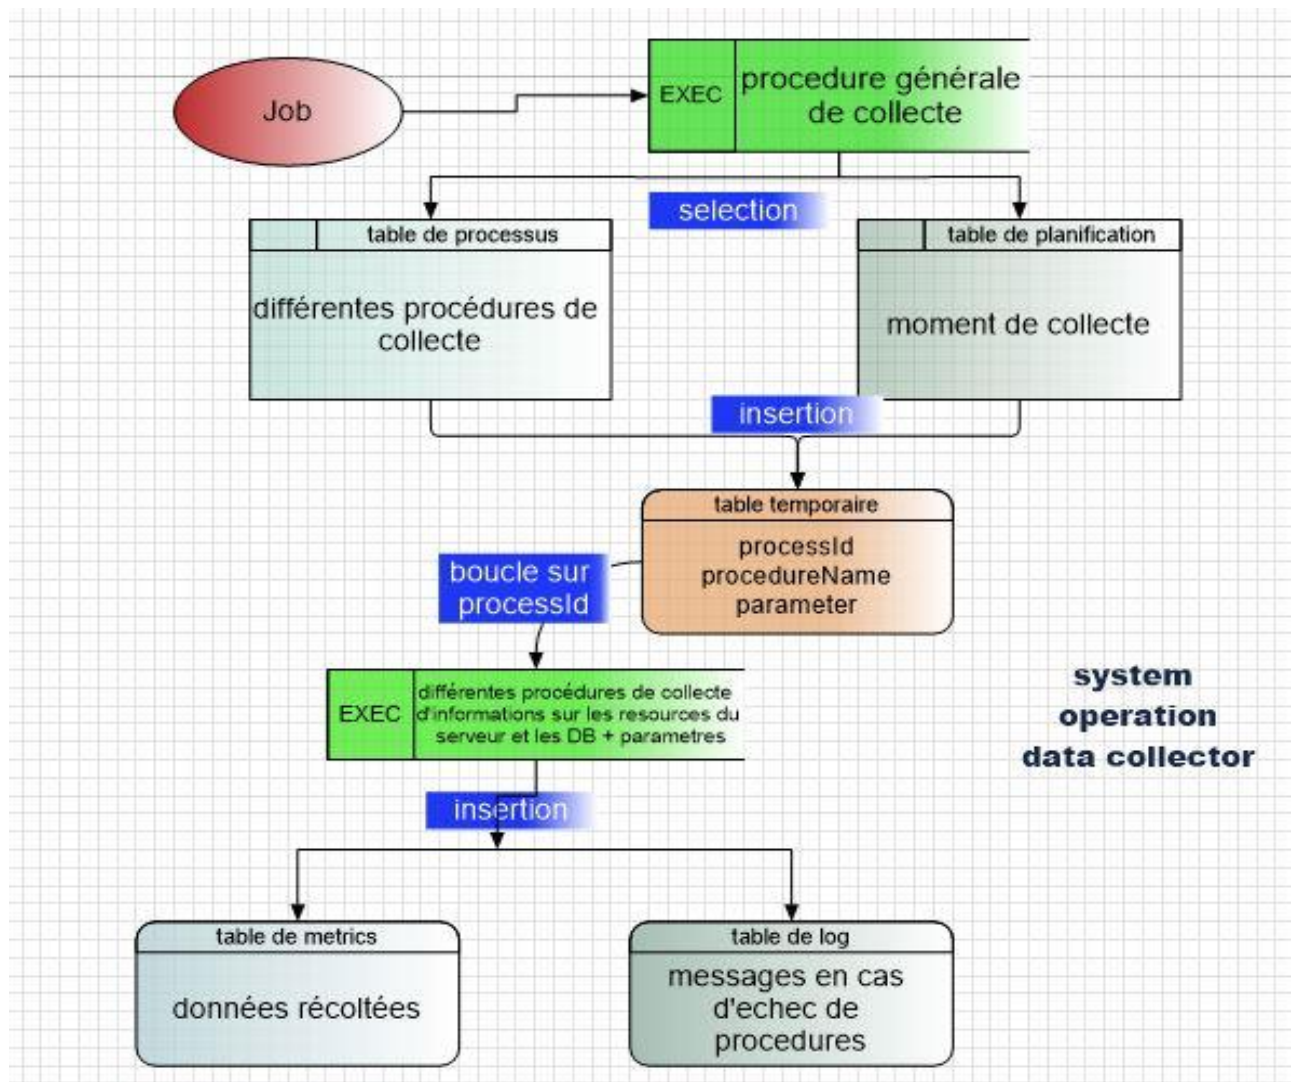 Job
EXEC
procedure générale
de collecte
selection
table de processus
différentes procédures de
collecte
table de planification
moment de collecte
insertion
table temporaire
processId
procedureName
parameter
boucle sur
processId
EXEC
différentes procédures de collecte
d'informations sur les resources du
serveur et les DB + parametres
system
operation
data collector
insertion
table de metrics
données récoltées
table de log
messages en cas
d'echec de
procedures